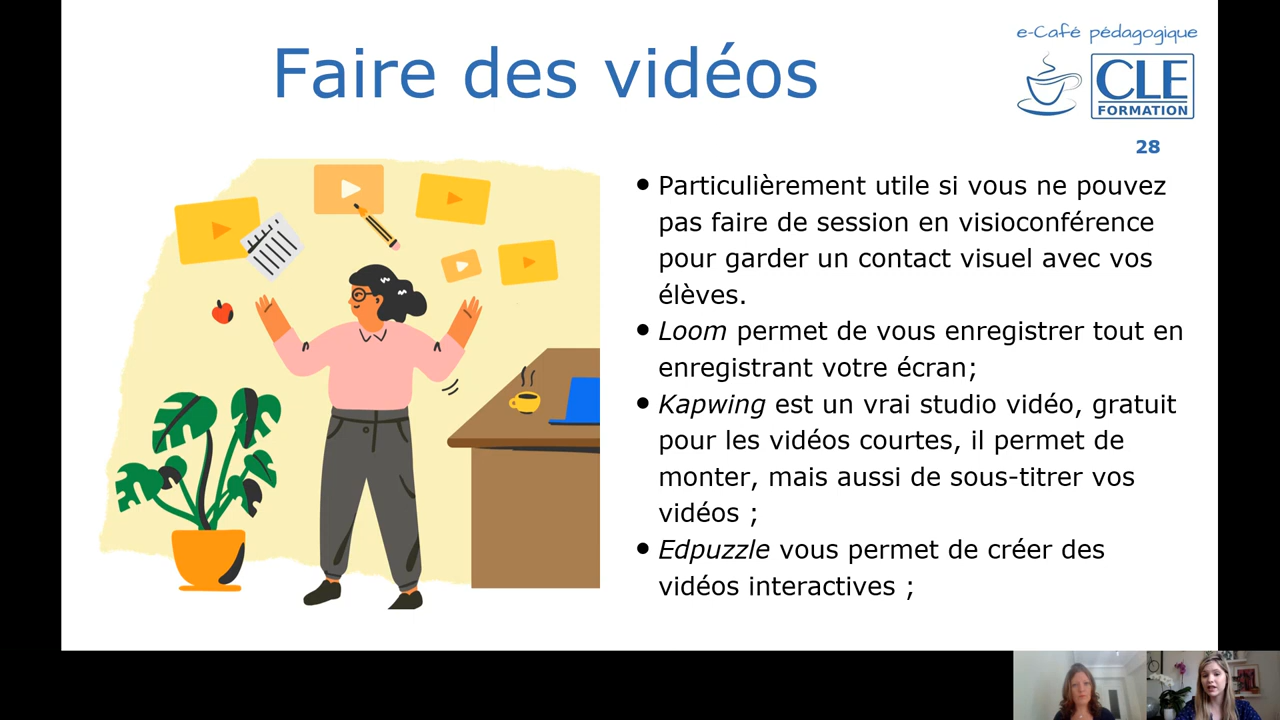 Faire des vidéos
e-Café pédagogique
CLE
FORMATION
28
• Particulièrement utile si vous ne pouvez
pas faire de session en visioconférence
pour garder un contact visuel avec vos
élèves.
• Loom permet de vous enregistrer tout en
enregistrant votre écran;
• Kapwing est un vrai studio vidéo, gratuit
pour les vidéos courtes, il permet de
monter, mais aussi de sous-titrer vos
vidéos ;
• Edpuzzle vous permet de créer des
vidéos interactives ;